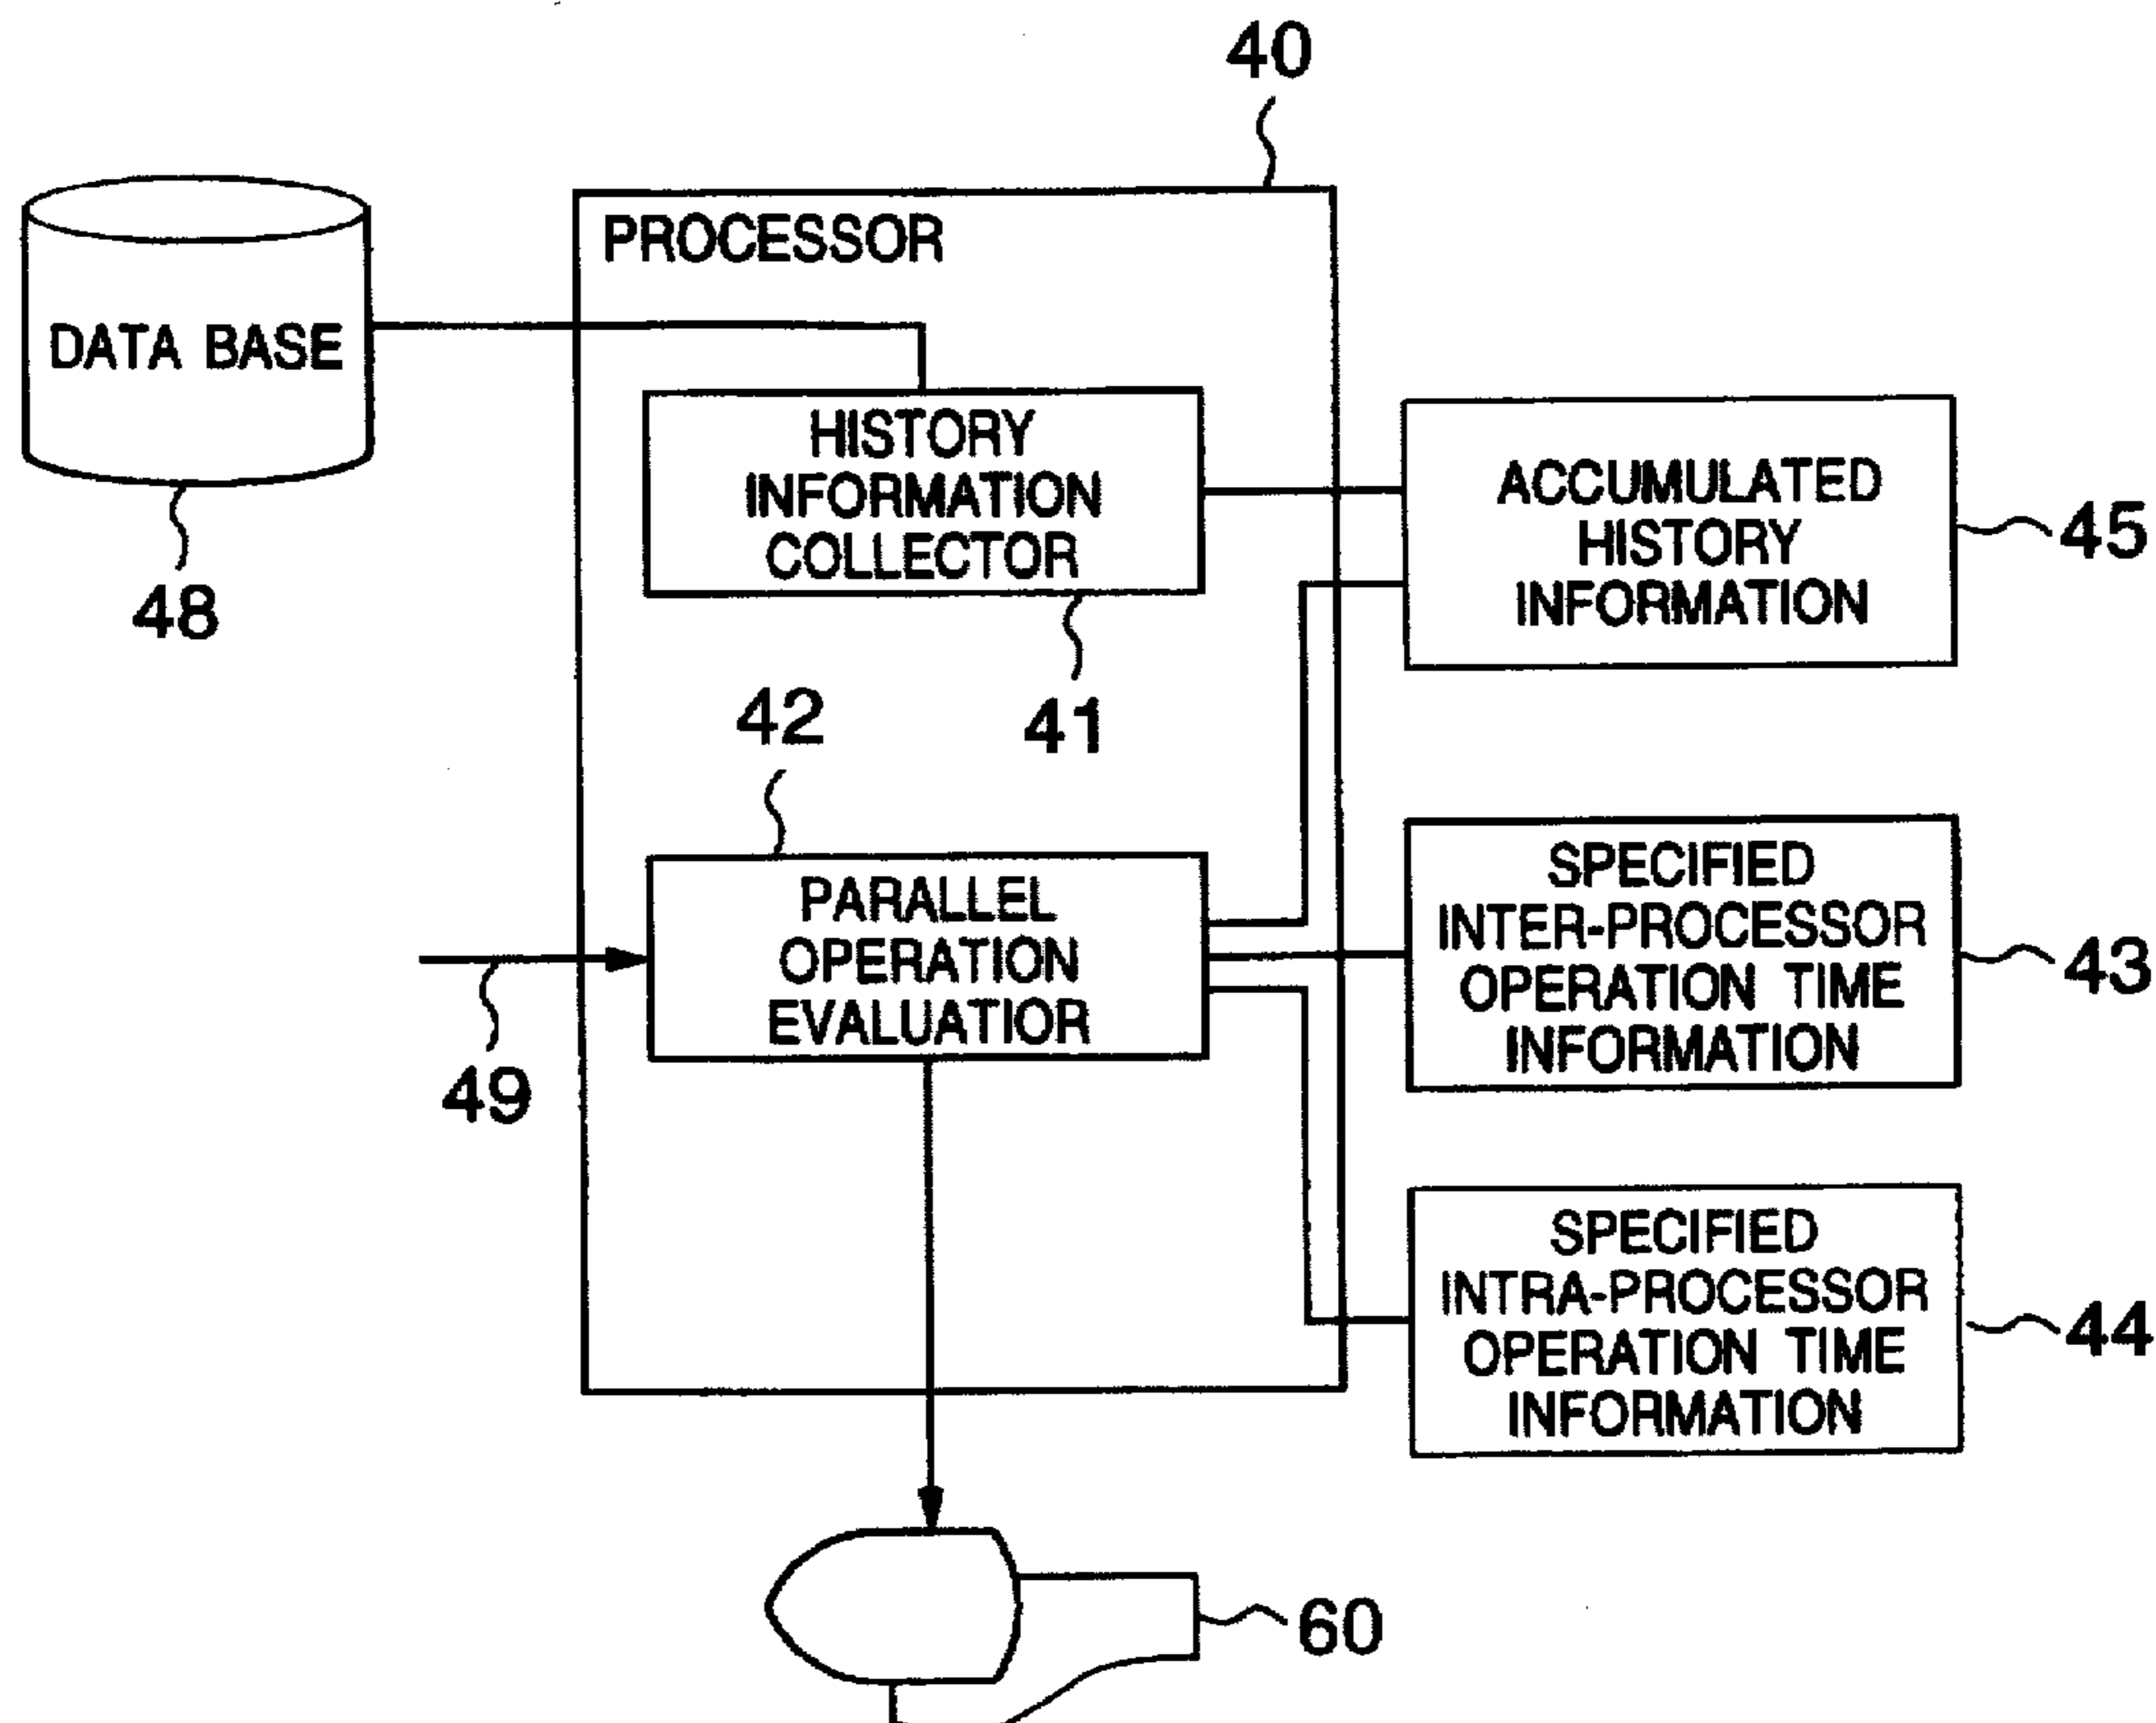 40
PROCESSOR
DATA BASE
48
HISTORY
INFORMATION
COLLECTOR
41
ACCUMULATED
HISTORY
INFORMATION
45
42
PARALLEL
OPERATION
EVALUATIOR
49
SPECIFIED
INTER-PROCESSOR
OPERATION TIME
INFORMATION
43
SPECIFIED
INTRA-PROCESSOR
OPERATION TIME
INFORMATION
44
60